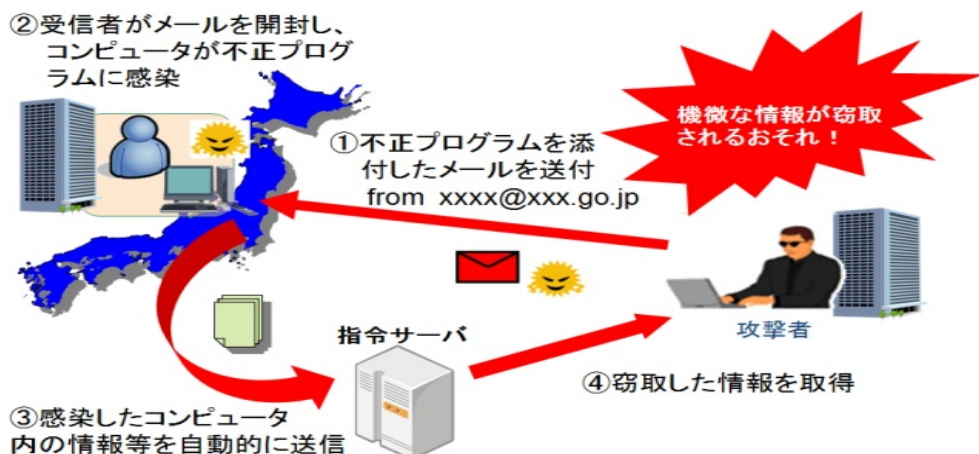 ②受信者がメールを開封し、
コンピュータが不正プログ
ラムに感染
機微な情報が窃取
されるおそれ！
①不正プログラムを添
付したメールを送付
from xxxx@xxx.go.jp
攻撃者
指令サーバ
④窃取した情報を取得
③感染したコンピュータ
内の情報等を自動的に送信